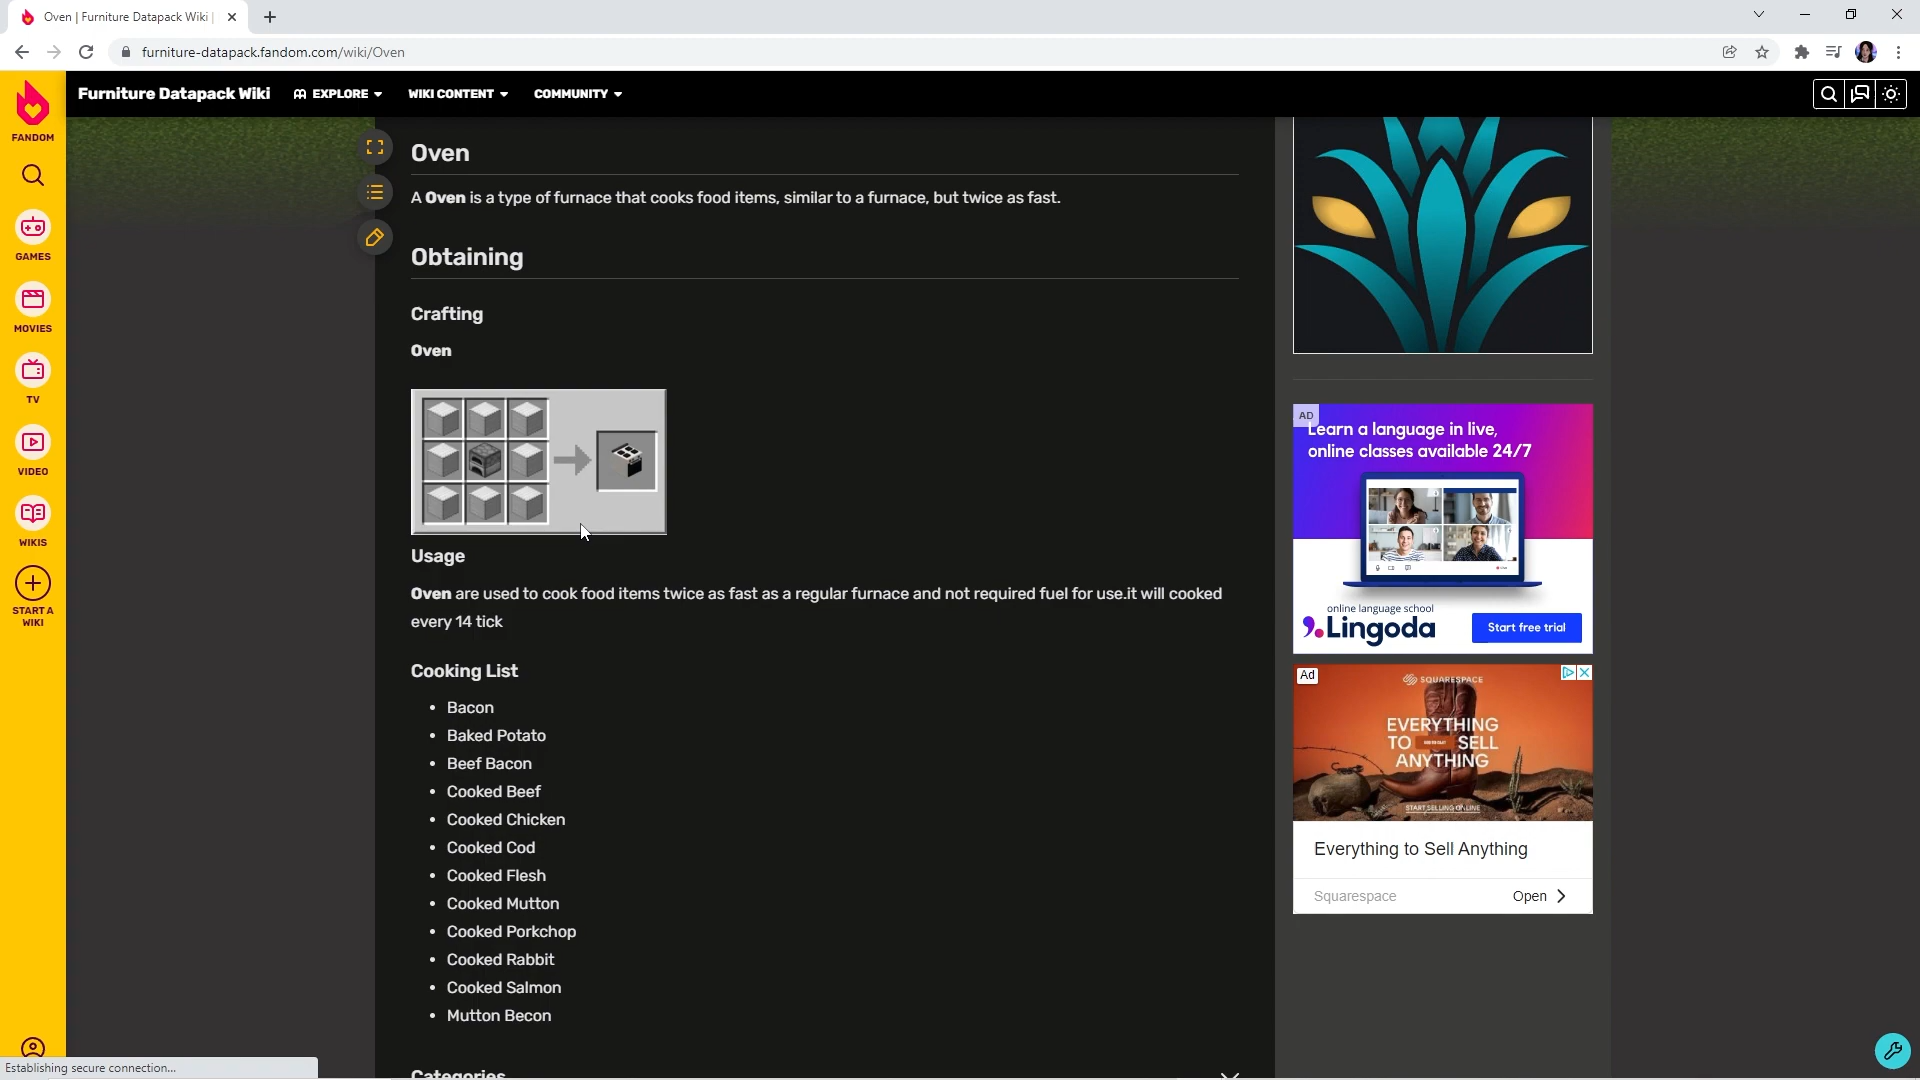 Oven | Furniture Datapack Wiki |
furniture-datapack.fandom.com/wiki/Oven
Furniture Datapack Wiki
EXPLORE
WIKI CONTENT
COMMUNITY
FANDOM
GAMES
MOVIES
TV
VIDEO
WIKIS
START A
WIKI
Oven
A Oven is a type of furnace that cooks food items, similar to a furnace, but twice as fast.
Obtaining
Crafting
Oven
Usage
Oven are used to cook food items twice as fast as a regular furnace and not required fuel for use.it will cooked
every 14 tick
Cooking List
• Bacon
• Baked Potato
• Beef Bacon
• Cooked Beef
• Cooked Chicken
• Cooked Cod
• Cooked Flesh
• Cooked Mutton
• Cooked Porkchop
• Cooked Rabbit
• Cooked Salmon
• Mutton Becon
Categories
AD
Learn a language in live,
online classes available 24/7
online language school
Lingoda
Start free trial
Ad
SQUARESPACE
EVERYTHING
TO SELL
ANYTHING
START SELLING ONLINE
Everything to Sell Anything
Squarespace
Open
Establishing secure connection...